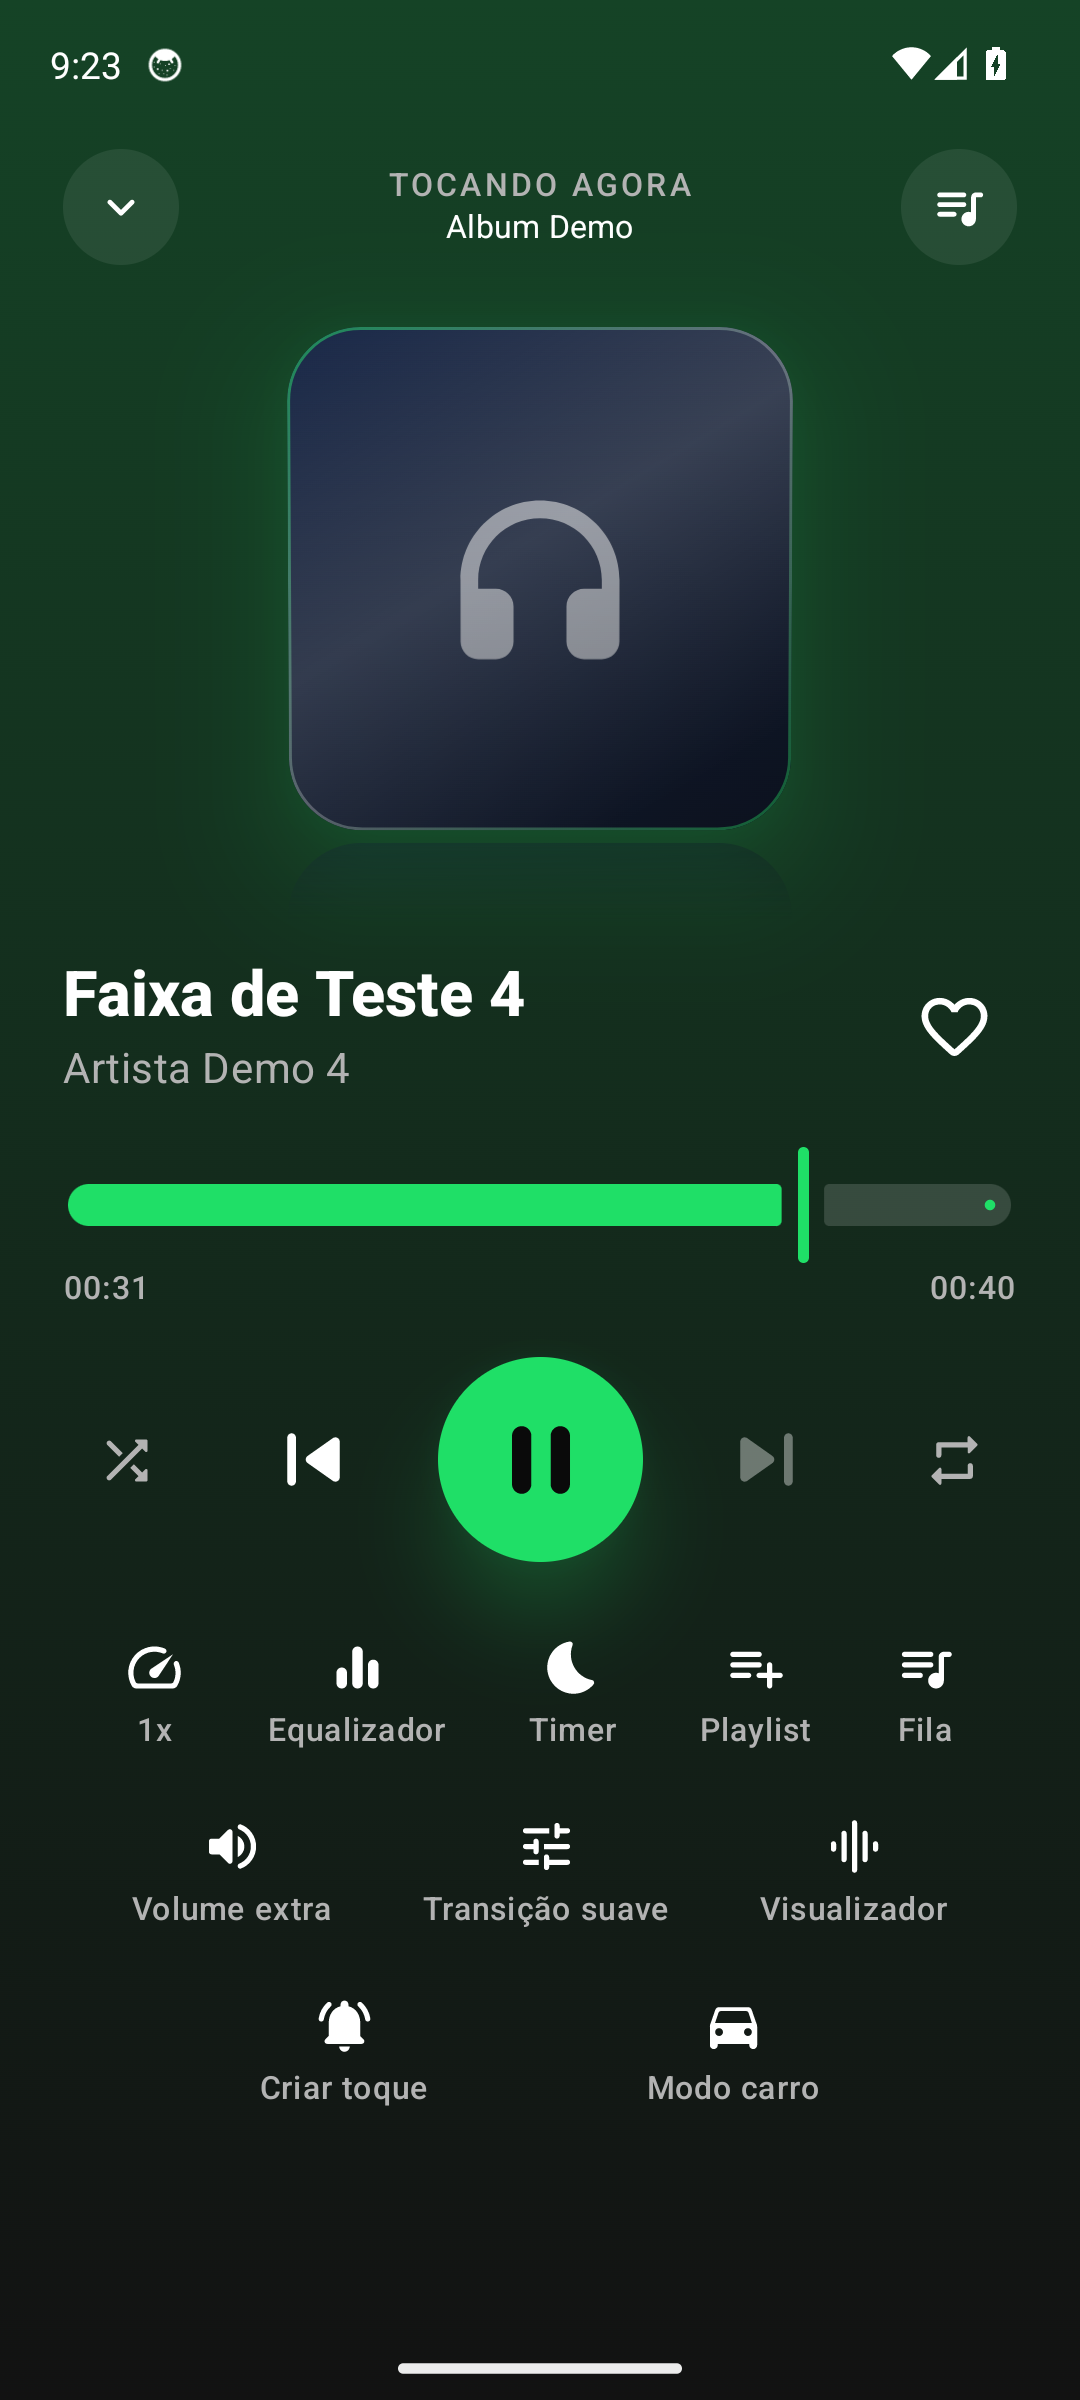 9:23
TOCANDO AGORA
Album Demo
Faixa de Teste 4
Artista Demo 4
00:31 00:40
1x Equalizador Timer Playlist Fila
Volume extra Transição suave Visualizador
Criar toque Modo carro